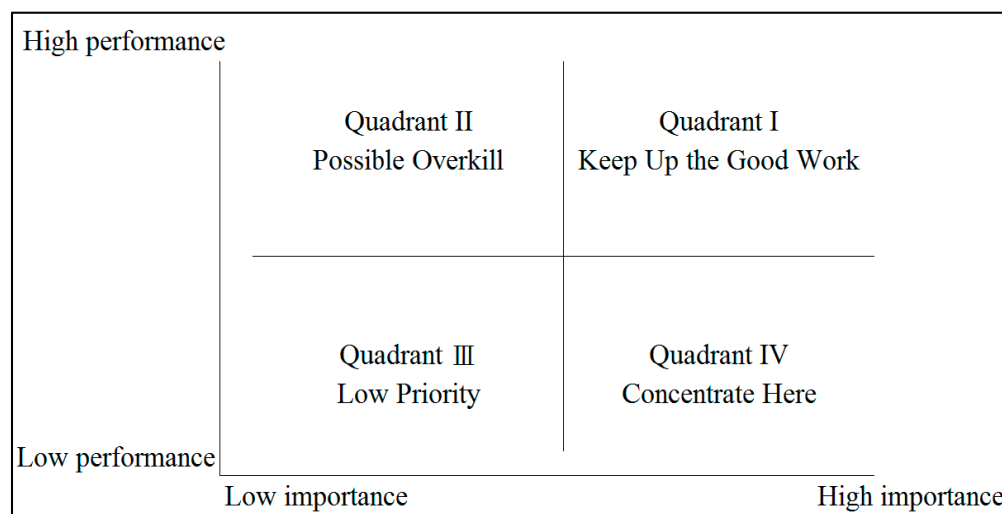 High performance
Quadrant II
Possible Overkill
Quadrant I
Keep Up the Good Work
Quadrant Ⅲ
Low Priority
Quadrant IV
Concentrate Here
Low performance
Low importance
High importance